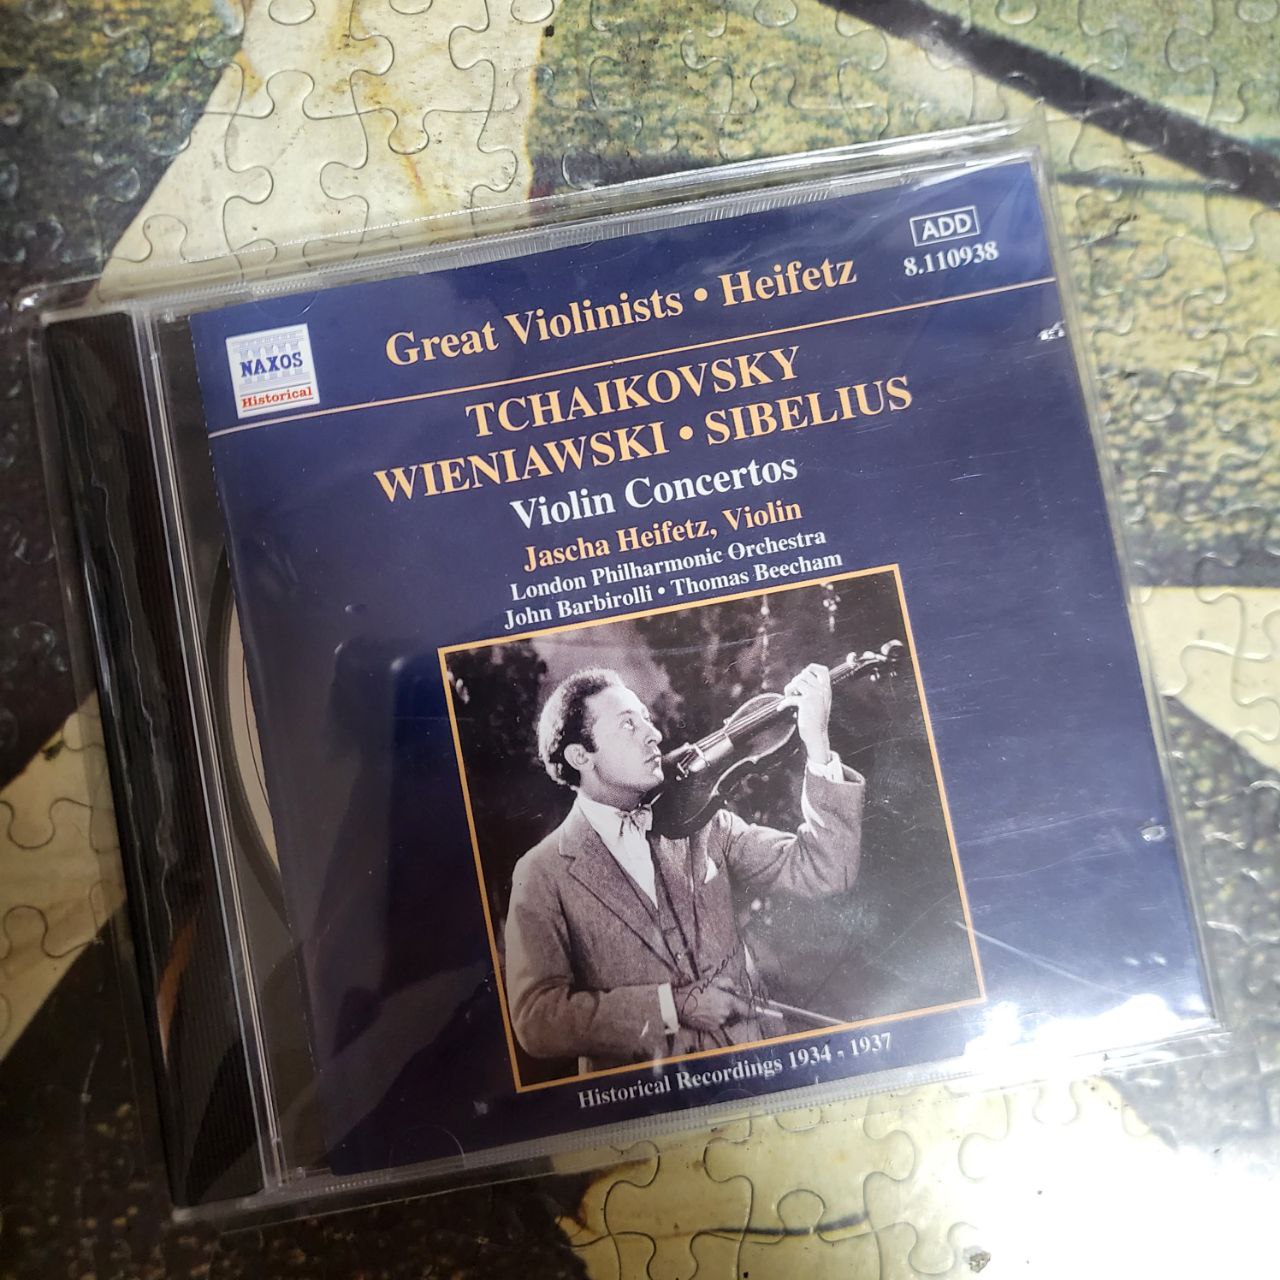 ADD
8.110938
Great Violinists • Heifetz
NAXOS
Historical
TCHAIKOVSKY
WIENIAWSKI • SIBELIUS
Violin Concertos
Jascha Heifetz, Violin
London Philharmonic Orchestra
John Barbirolli • Thomas Beecham
Historical Recordings 1934 - 1937